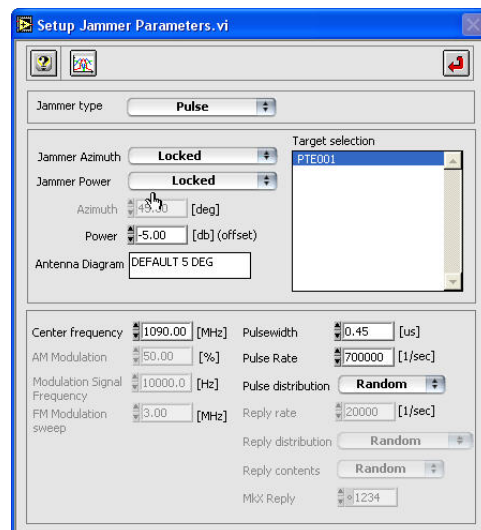 Setup Jammer Parameters.vi
Jammer type Pulse
Target selection
Jammer Azimuth Locked PTE001
Jammer Power Locked
Azimuth [deg]
Power -5.00 [db] (offset)
Antenna Diagram DEFAULT 5 DEG
Center frequency 1090.00 [MHz] Pulsewidth 0.45 [us]
AM Modulation 50.00 [%] Pulse Rate 700000 [1/sec]
Modulation Signal Frequency 10000.0 [Hz] Pulse distribution Random
FM Modulation sweep 3.00 [MHz] Reply rate 20000 [1/sec]
Reply distribution Random
Reply contents Random
MkX Reply 1234